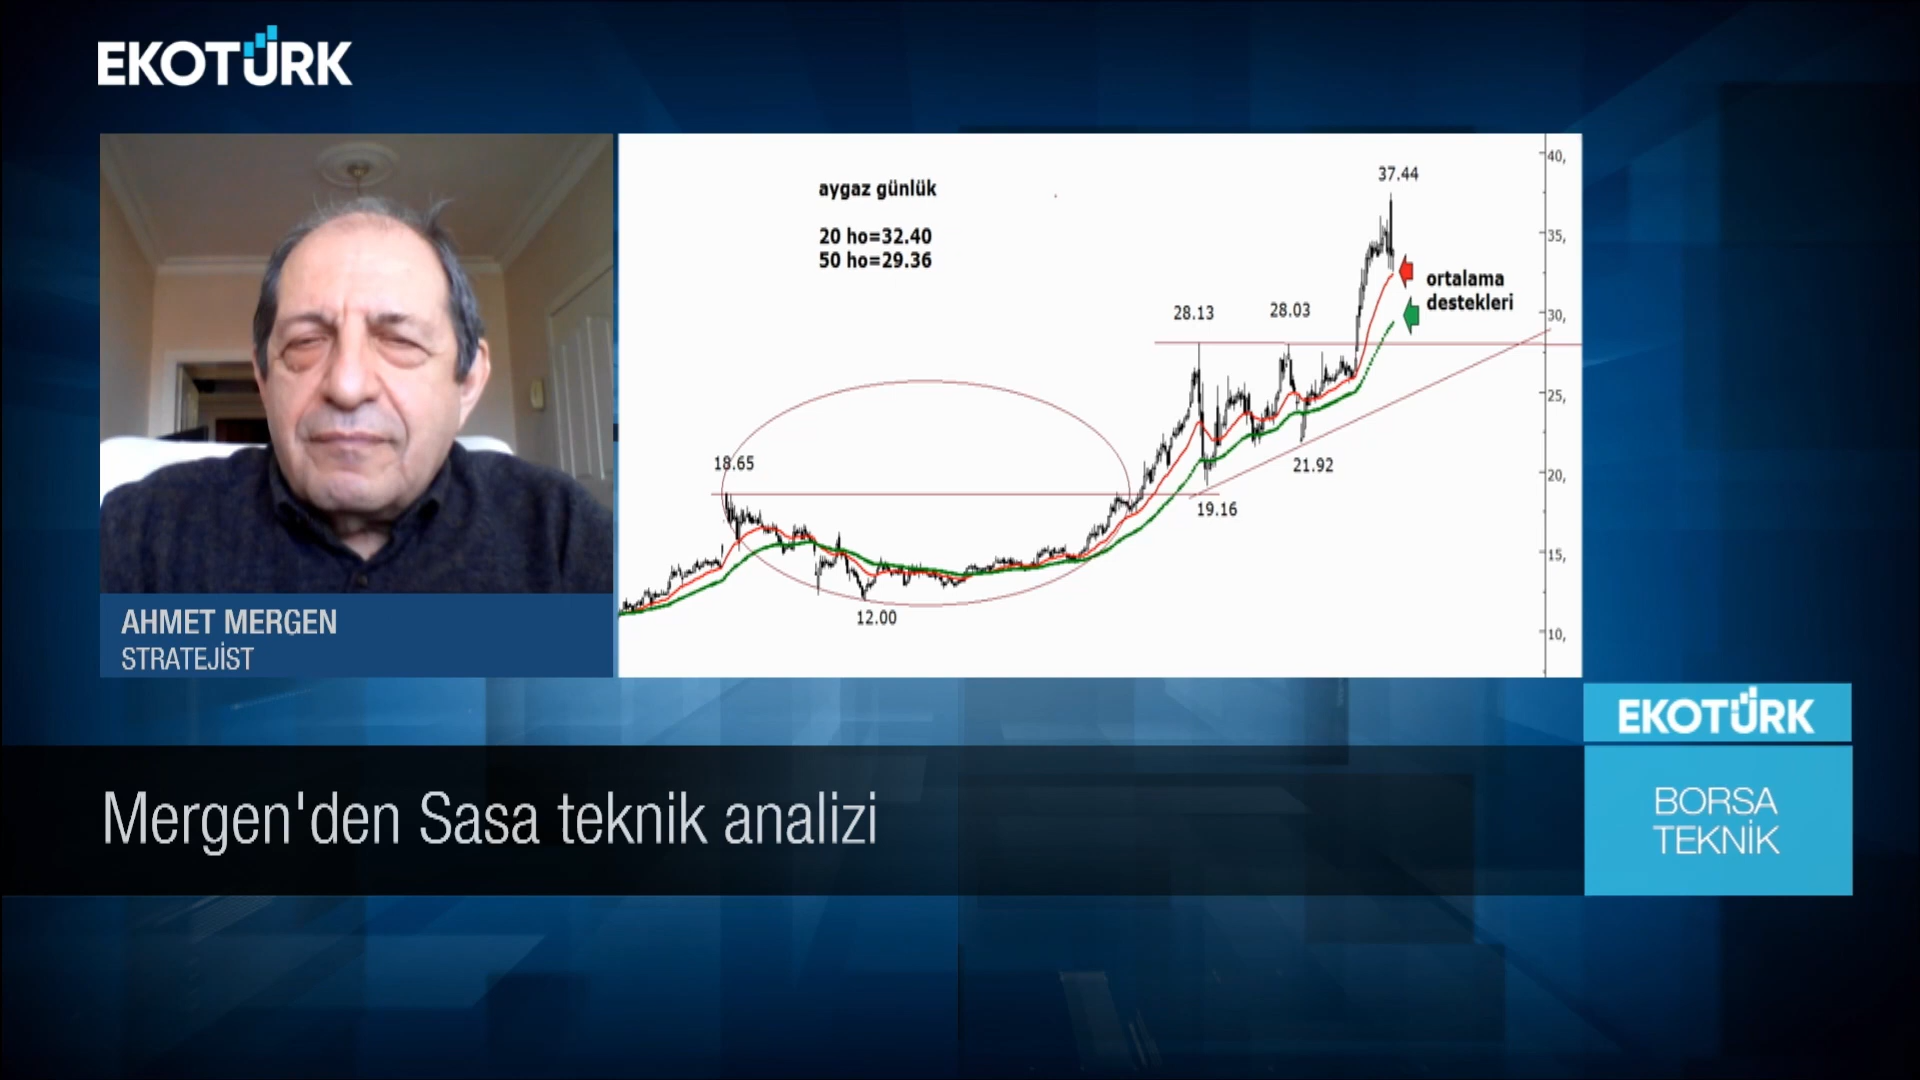 EKOTÜRK
aygaz günlük
20 ho=32.40
50 ho=29.36
37.44
40,
35,
30,
25,
20,
15,
10,
ortalama
destekleri
28.13
28.03
18.65
21.92
19.16
12.00
AHMET MERGEN
STRATEJİST
EKOTÜRK
Mergen'den Sasa teknik analizi
BORSA
TEKNİK